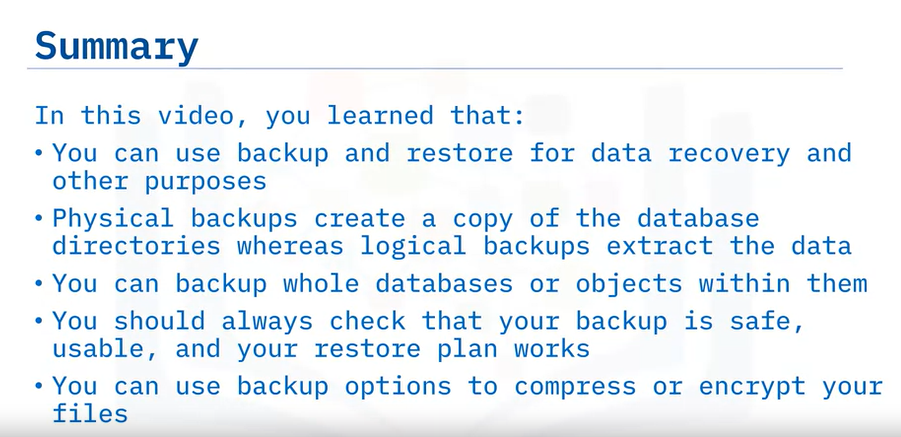 Summary
In this video, you learned that:
• You can use backup and restore for data recovery and
other purposes
• Physical backups create a copy of the database
directories whereas logical backups extract the data
• You can backup whole databases or objects within them
• You should always check that your backup is safe,
usable, and your restore plan works
• You can use backup options to compress or encrypt your
files